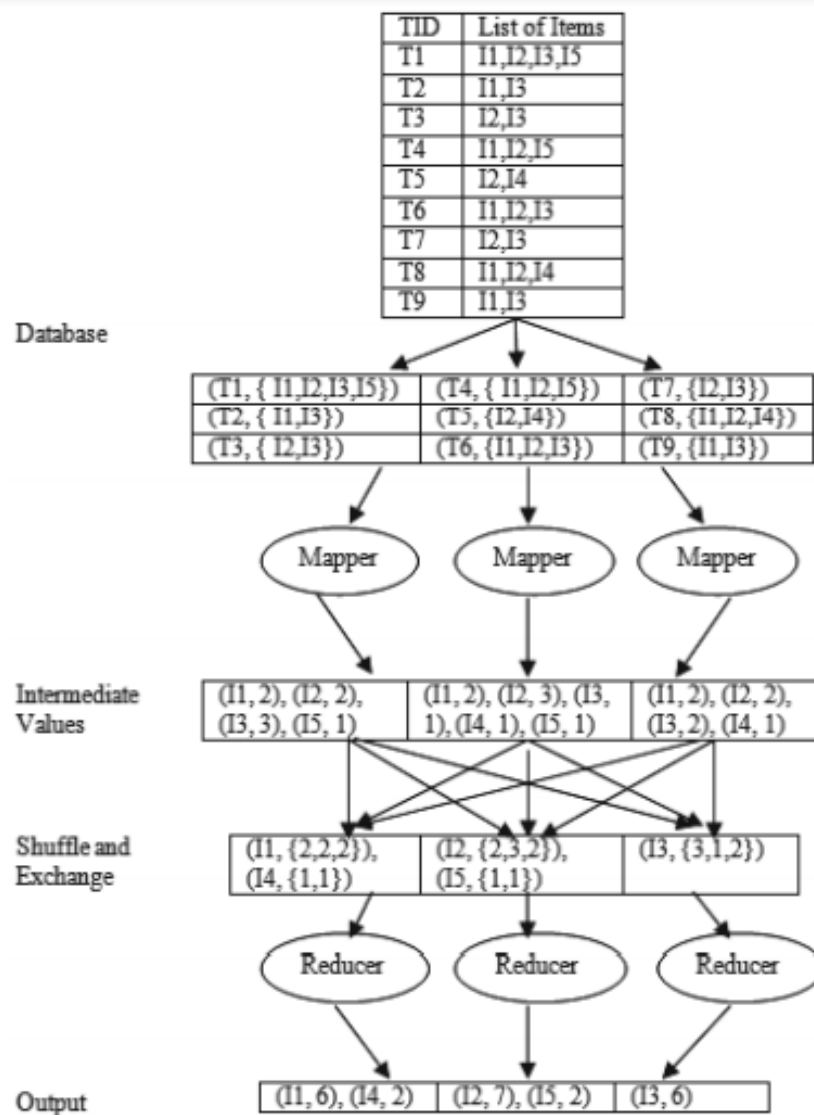 TID List of Items
T1 I1,I2,I3,I5
T2 I1,I3
T3 I2,I3
T4 I1,I2,I5
T5 I2,I4
T6 I1,I2,I3
T7 I2,I3
T8 I1,I2,I4
T9 I1,I3
Database
(T1, { I1,I2,I3,I5}) (T4, { I1,I2,I5}) (T7, {I2,I3})
(T2, { I1,I3}) (T5, {I2,I4}) (T8, {I1,I2,I4})
(T3, { I2,I3}) (T6, {I1,I2,I3}) (T9, {I1,I3})
Mapper Mapper Mapper
Intermediate
Values
(I1, 2), (I2, 2),
(I3, 3), (I5, 1)
(I1, 2), (I2, 3), (I3,
1),(I4, 1), (I5, 1)
(I1, 2), (I2, 2),
(I3, 2), (I4, 1)
Shuffle and
Exchange
(I1, {2,2,2}),
(I4, {1,1})
(I2, {2,3,2}),
(I5, {1,1})
(I3, {3,1,2})
Reducer Reducer Reducer
Output
(I1, 6), (I4, 2) (I2, 7), (I5, 2) (I3, 6)